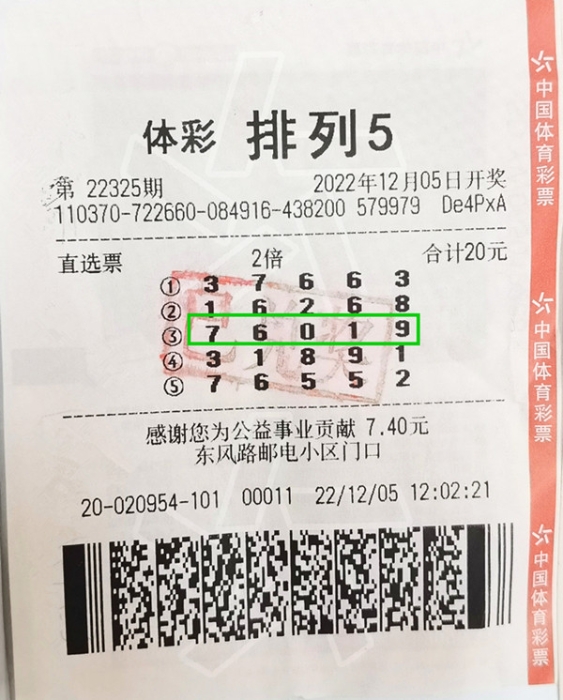 体彩 排列5
第 22325期 2022年12月05日开奖
110370-722660-084916-438200 579979 De4PxA
直选票 2倍 合计20元
① 3 7 6 6 3
② 1 6 2 6 8
③ 7 6 0 1 9
④ 3 1 8 9 1
⑤ 7 6 5 5 2
已兑奖
感谢您为公益事业贡献 7.40元
东风路邮电小区门口
20-020954-101 00011 22/12/05 12:02:21
中国体育彩票
中国体育彩票
中国体育彩票